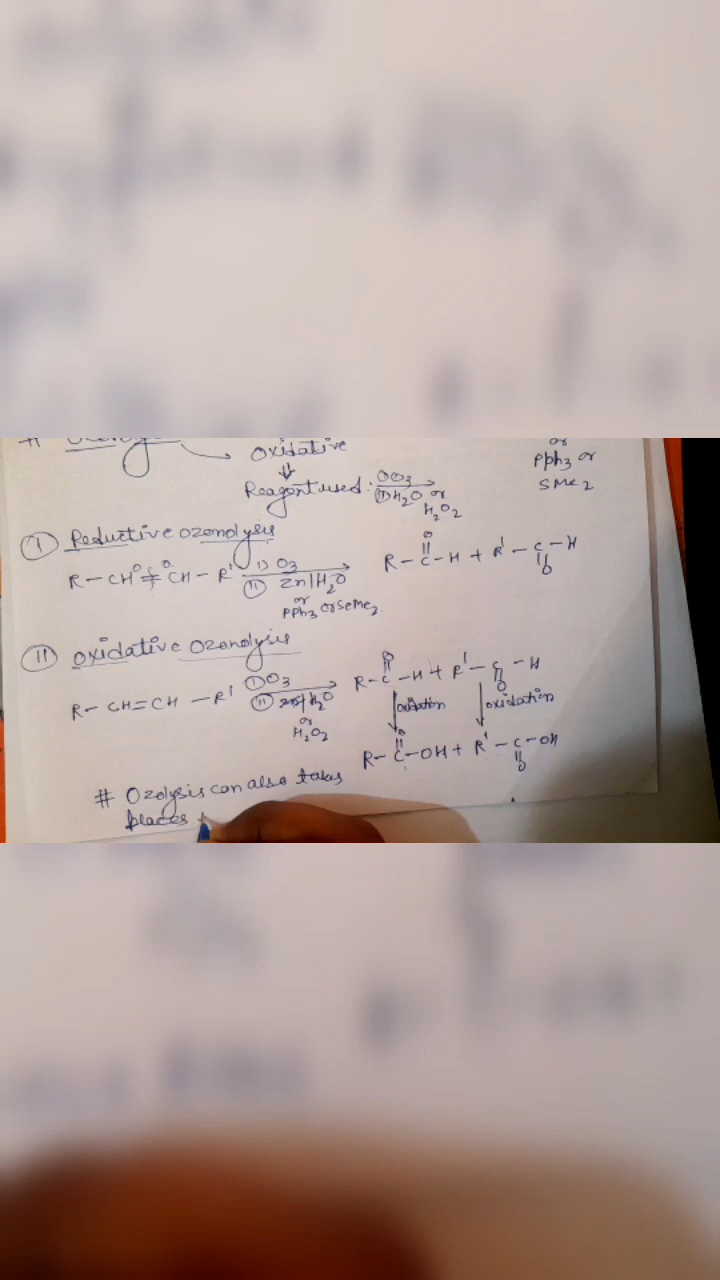 Oxidative
or
PPh3 or
SMe2
Reagent used: (I) O3 (II) H2O or H2O2
(I) Reductive ozonolysis
R-CH=CH-R' I) O3 (II) Zn/H2O R-C-H + R'-C-H
O O
or
PPh3 or SeMe2
(II) Oxidative Ozonolysis
R-CH=CH-R' (I) O3 (II) H2O R-C-H + R'-C-H
O O
or
H2O2
oxidation oxidation
R-C-OH + R'-C-OH
O O
# Ozolysis can also takes
places